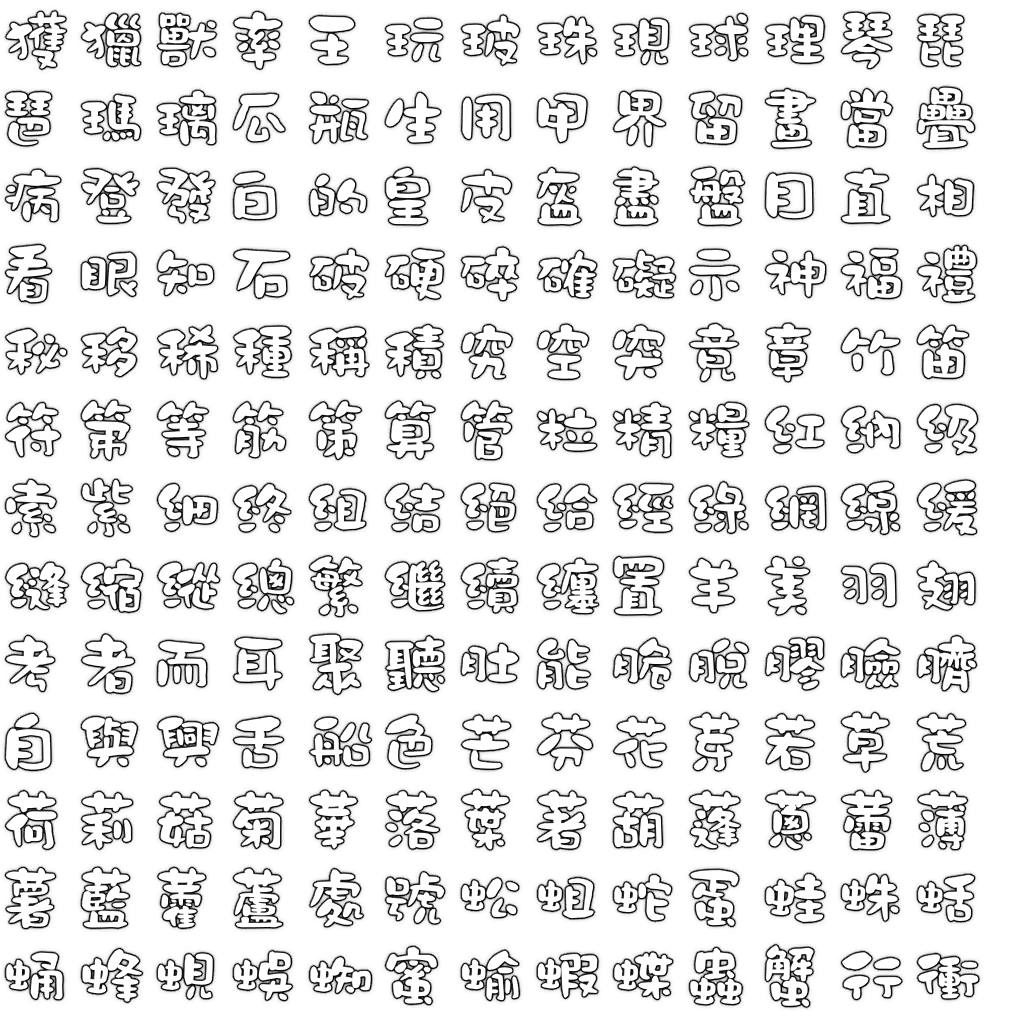 獲獵獸率王玩玻珠現球理琴琵
琶瑪璃瓜瓶生用甲界留畫當疊
病登發白的皇皮盔盡盤目直相
看眼知石破硬碎確礙示神福禮
秘移稀種稱積究空突竟章竹笛
符第等筋策算管粒精糧紅納級
索紫細終組結絕給經綠網線緩
縫縮縱總繁繼續纏置羊美羽翅
考者而耳聚聽肚能脆脫膠臉臍
自與興舌船色芒芬花芽若草荒
荷莉菇菊華落葉著葫蓬蔥蕾薄
薯藍藿蘆處號蚣蛆蛇蛋蛙蛛蛞
蛹蜂蜆蜈蜘蜜蝓蝦蝶蟲蟹行衝